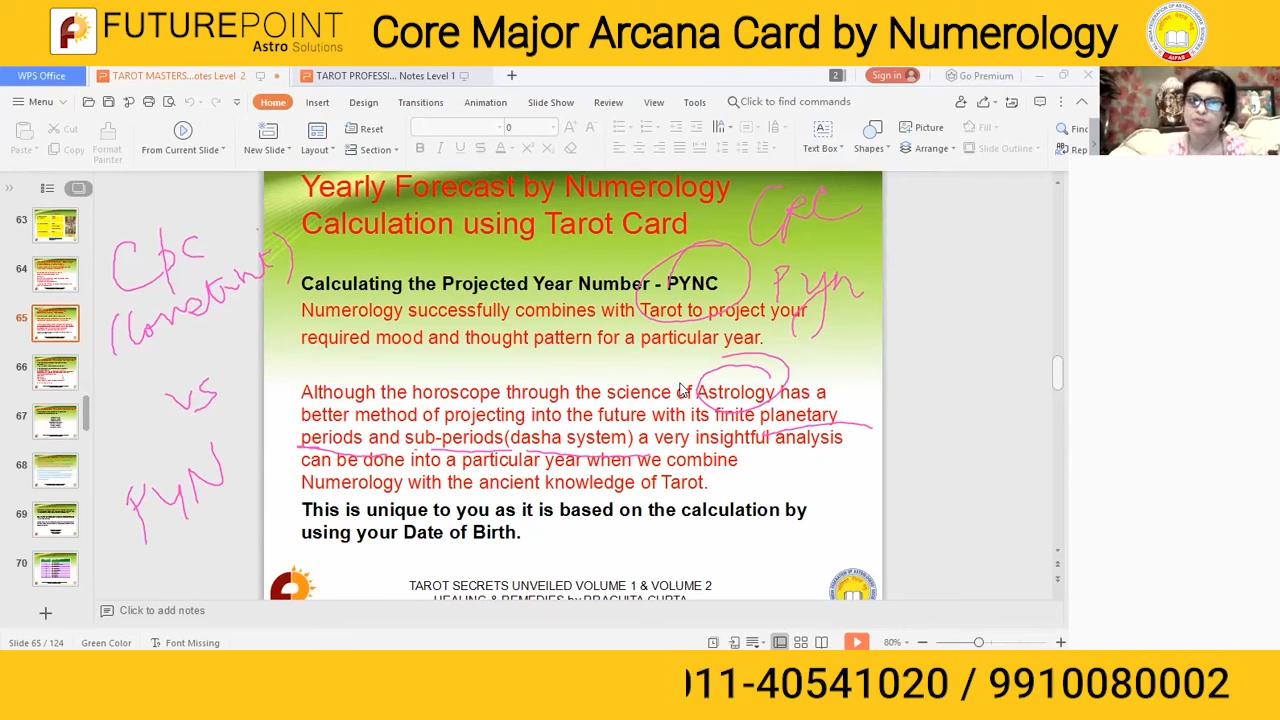 FUTUREPOINT
Astro Solutions
Core Major Arcana Card by Numerology
WPS Office
TAROT MASTERS...otes Level 2
TAROT PROFESSI... Notes Level 1
+
2
Sign in
Go Premium
Menu
Home
Insert
Design
Transitions
Animation
Slide Show
Review
View
Tools
Click to find commands
Paste
Cut
Copy
Format Painter
From Current Slide
New Slide
Layout
Reset
Section
0
B I U S A
Text Box
Shapes
Picture
Arrange
Fill
Slide Outline
63
64
65
66
67
68
69
70
Yearly Forecast by Numerology
Calculation using Tarot Card
Calculating the Projected Year Number - PYNC
Numerology successfully combines with Tarot to project your
required mood and thought pattern for a particular year.
Although the horoscope through the science of Astrology has a
better method of projecting into the future with its finite planetary
periods and sub-periods(dasha system) a very insightful analysis
can be done into a particular year when we combine
Numerology with the ancient knowledge of Tarot.
This is unique to you as it is based on the calculation by
using your Date of Birth.
TAROT SECRETS UNVEILED VOLUME 1 & VOLUME 2
CPC
(Constant)
vs
PYN
PYN
Click to add notes
Slide 65 / 124
Green Color
Font Missing
80%
011-40541020 / 9910080002